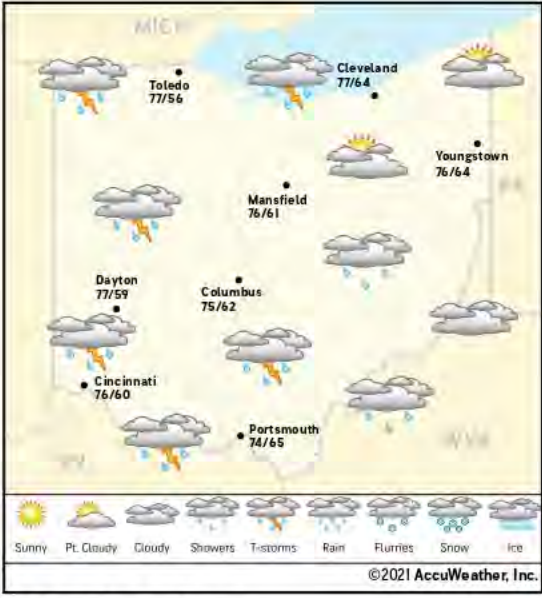 MICH
Cleveland
77/64
Toledo
77/56
Youngstown
76/64
PA
Mansfield
76/61
Dayton
77/59
Columbus
75/62
Cincinnati
76/60
Portsmouth
74/65
KY
W.VA
Sunny Pt. Cloudy Cloudy Showers T-storms Rain Flurries Snow Ice
©2021 AccuWeather, Inc.